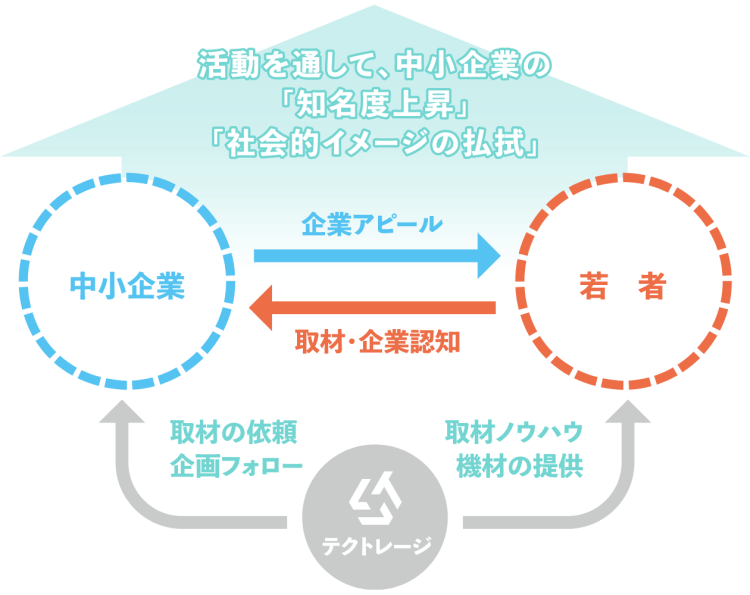 活動を通して、中小企業の
「知名度上昇」
「社会的イメージの払拭」
企業アピール
中小企業
若 者
取材・企業認知
取材の依頼
企画フォロー
取材ノウハウ
機材の提供
テクトレージ